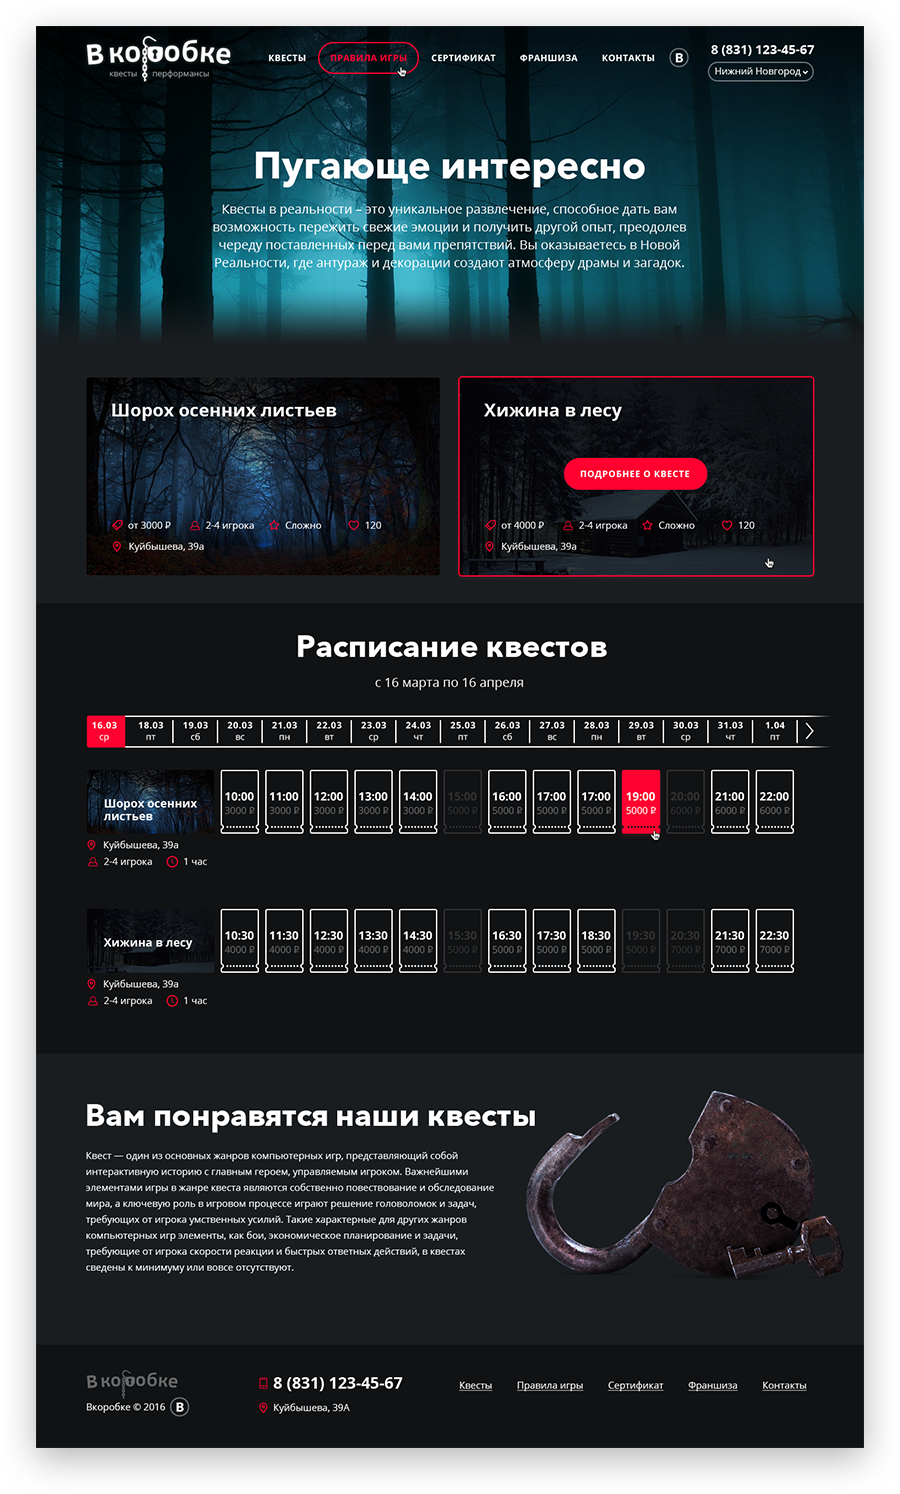 В коробке
квесты перформансы
КВЕСТЫ ПРАВИЛА ИГРЫ СЕРТИФИКАТ ФРАНШИЗА КОНТАКТЫ B
8 (831) 123-45-67
Нижний Новгород
Пугающе интересно
Квесты в реальности – это уникальное развлечение, способное дать вам
возможность пережить свежие эмоции и получить другой опыт, преодолев
череду поставленных перед вами препятствий. Вы оказываетесь в Новой
Реальности, где антураж и декорации создают атмосферу драмы и загадок.
Шорох осенних листьев
от 3000 ₽ 2-4 игрока Сложно 120
Куйбышева, 39а
Хижина в лесу
ПОДРОБНЕЕ О КВЕСТЕ
от 4000 ₽ 2-4 игрока Сложно 120
Куйбышева, 39а
Расписание квестов
с 16 марта по 16 апреля
16.03 18.03 19.03 20.03 21.03 22.03 23.03 24.03 25.03 26.03 27.03 28.03 29.03 30.03 31.03 1.04
ср пт сб вс пн вт ср чт пт сб вс пн вт ср чт пт
Шорох осенних
листьев
10:00 11:00 12:00 13:00 14:00 15:00 16:00 17:00 17:00 19:00 20:00 21:00 22:00
3000 ₽ 3000 ₽ 3000 ₽ 3000 ₽ 3000 ₽ 5000 ₽ 5000 ₽ 5000 ₽ 5000 ₽ 5000 ₽ 6000 ₽ 6000 ₽ 6000 ₽
Куйбышева, 39а
2-4 игрока 1 час
Хижина в лесу
10:30 11:30 12:30 13:30 14:30 15:30 16:30 17:30 18:30 19:30 20:30 21:30 22:30
4000 ₽ 4000 ₽ 4000 ₽ 4000 ₽ 4000 ₽ 5000 ₽ 5000 ₽ 5000 ₽ 5000 ₽ 5000 ₽ 7000 ₽ 7000 ₽ 7000 ₽
Куйбышева, 39а
2-4 игрока 1 час
Вам понравятся наши квесты
Квест — один из основных жанров компьютерных игр, представляющий собой
интерактивную историю с главным героем, управляемым игроком. Важнейшими
элементами игры в жанре квеста являются собственно повествование и обследование
мира, а ключевую роль в игровом процессе играют решение головоломок и задач,
требующих от игрока умственных усилий. Такие характерные для других жанров
компьютерных игр элементы, как бои, экономическое планирование и задачи,
требующие от игрока скорости реакции и быстрых ответных действий, в квестах
сведены к минимуму или вовсе отсутствуют.
В коробке
Вкоробке © 2016 B
8 (831) 123-45-67
Куйбышева, 39А
Квесты Правила игры Сертификат Франшиза Контакты